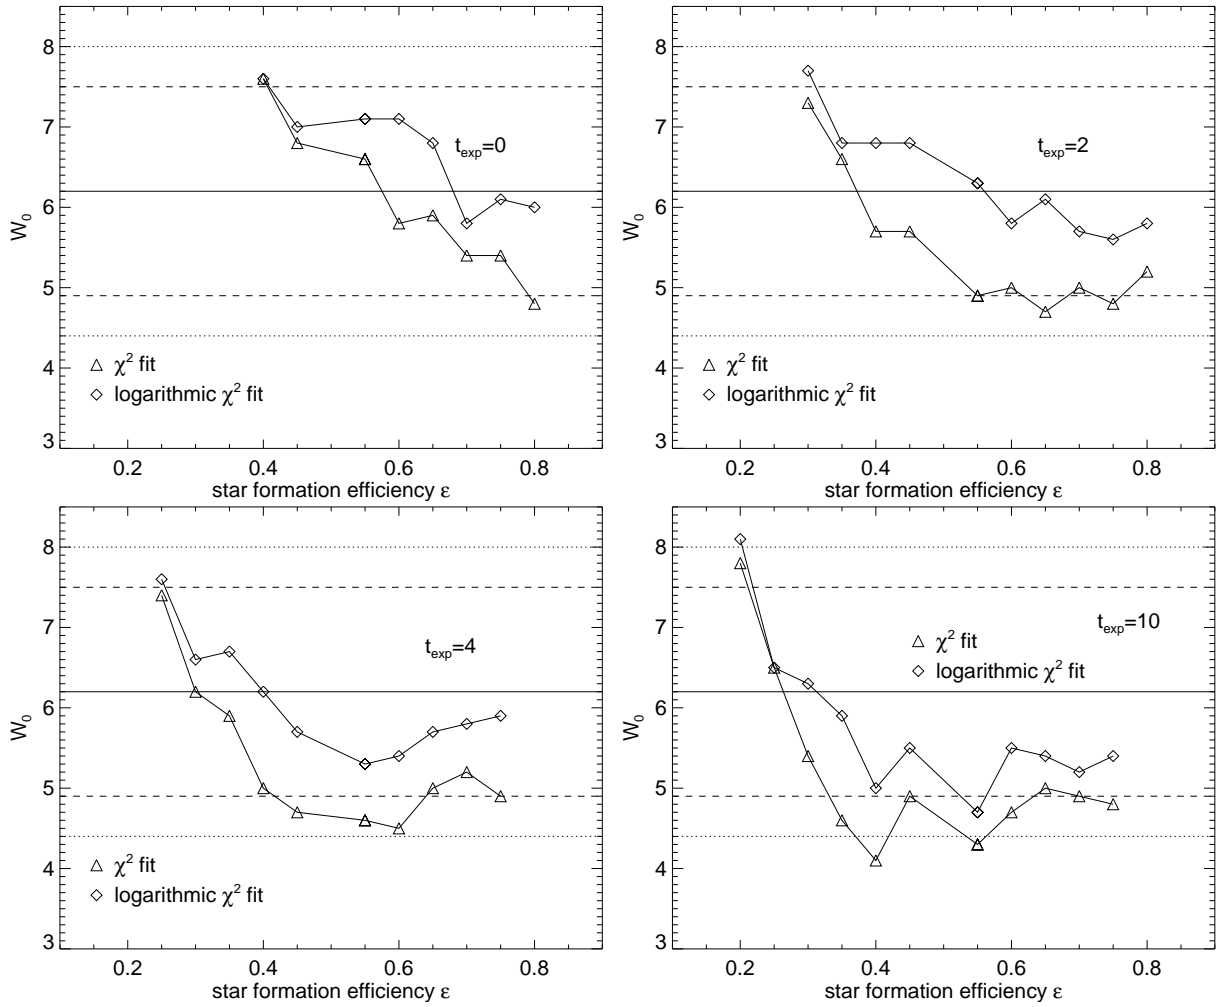 8
7
6
5
4
3
W₀
t_exp=0
χ² fit
logarithmic χ² fit
0.2 0.4 0.6 0.8
star formation efficiency ε
8
7
6
5
4
3
W₀
t_exp=2
χ² fit
logarithmic χ² fit
0.2 0.4 0.6 0.8
star formation efficiency ε
8
7
6
5
4
3
W₀
t_exp=4
χ² fit
logarithmic χ² fit
0.2 0.4 0.6 0.8
star formation efficiency ε
8
7
6
5
4
3
W₀
t_exp=10
χ² fit
logarithmic χ² fit
0.2 0.4 0.6 0.8
star formation efficiency ε